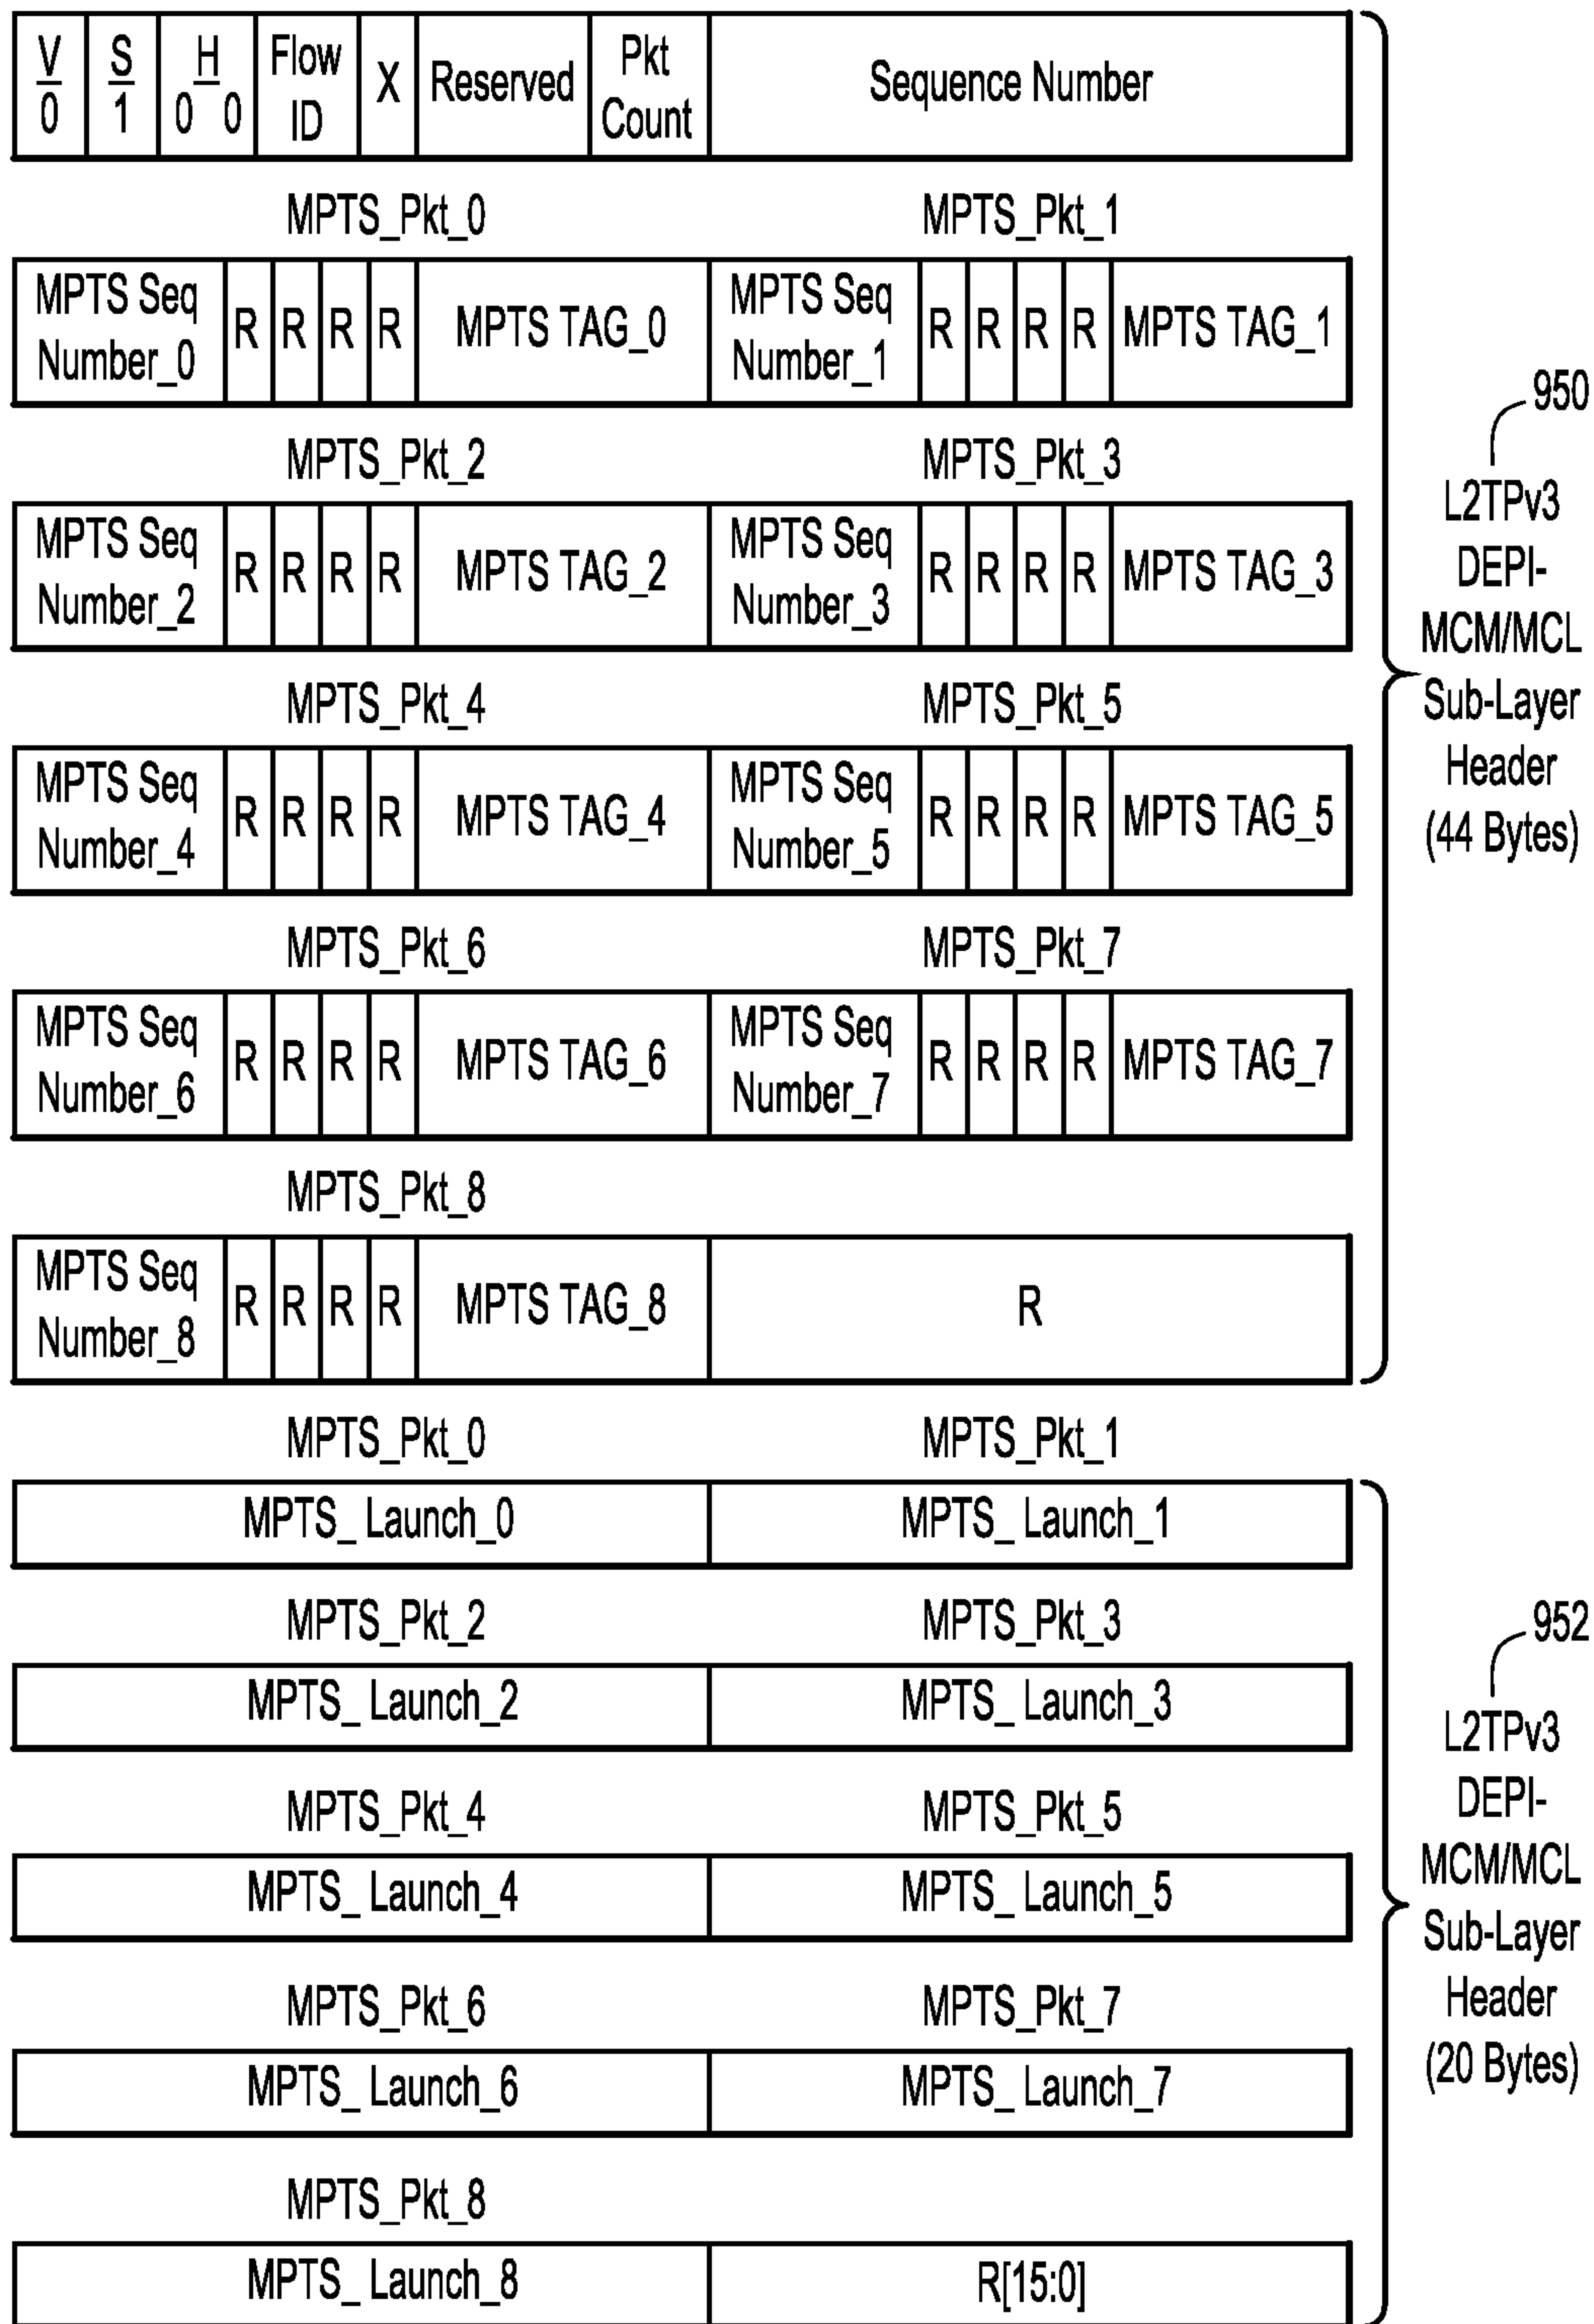 V S H Flow ID X Reserved Pkt Count Sequence Number
0 1 0 0
MPTS_Pkt_0 MPTS_Pkt_1
MPTS Seq Number_0 R R R R MPTS TAG_0 MPTS Seq Number_1 R R R R MPTS TAG_1
MPTS_Pkt_2 MPTS_Pkt_3
MPTS Seq Number_2 R R R R MPTS TAG_2 MPTS Seq Number_3 R R R R MPTS TAG_3
MPTS_Pkt_4 MPTS_Pkt_5
MPTS Seq Number_4 R R R R MPTS TAG_4 MPTS Seq Number_5 R R R R MPTS TAG_5
MPTS_Pkt_6 MPTS_Pkt_7
MPTS Seq Number_6 R R R R MPTS TAG_6 MPTS Seq Number_7 R R R R MPTS TAG_7
MPTS_Pkt_8
MPTS Seq Number_8 R R R R MPTS TAG_8 R
950
L2TPv3
DEPI-
MCM/MCL
Sub-Layer
Header
(44 Bytes)
MPTS_Pkt_0 MPTS_Pkt_1
MPTS_ Launch_0 MPTS_ Launch_1
MPTS_Pkt_2 MPTS_Pkt_3
MPTS_ Launch_2 MPTS_ Launch_3
MPTS_Pkt_4 MPTS_Pkt_5
MPTS_ Launch_4 MPTS_ Launch_5
MPTS_Pkt_6 MPTS_Pkt_7
MPTS_ Launch_6 MPTS_ Launch_7
MPTS_Pkt_8
MPTS_ Launch_8 R[15:0]
952
L2TPv3
DEPI-
MCM/MCL
Sub-Layer
Header
(20 Bytes)